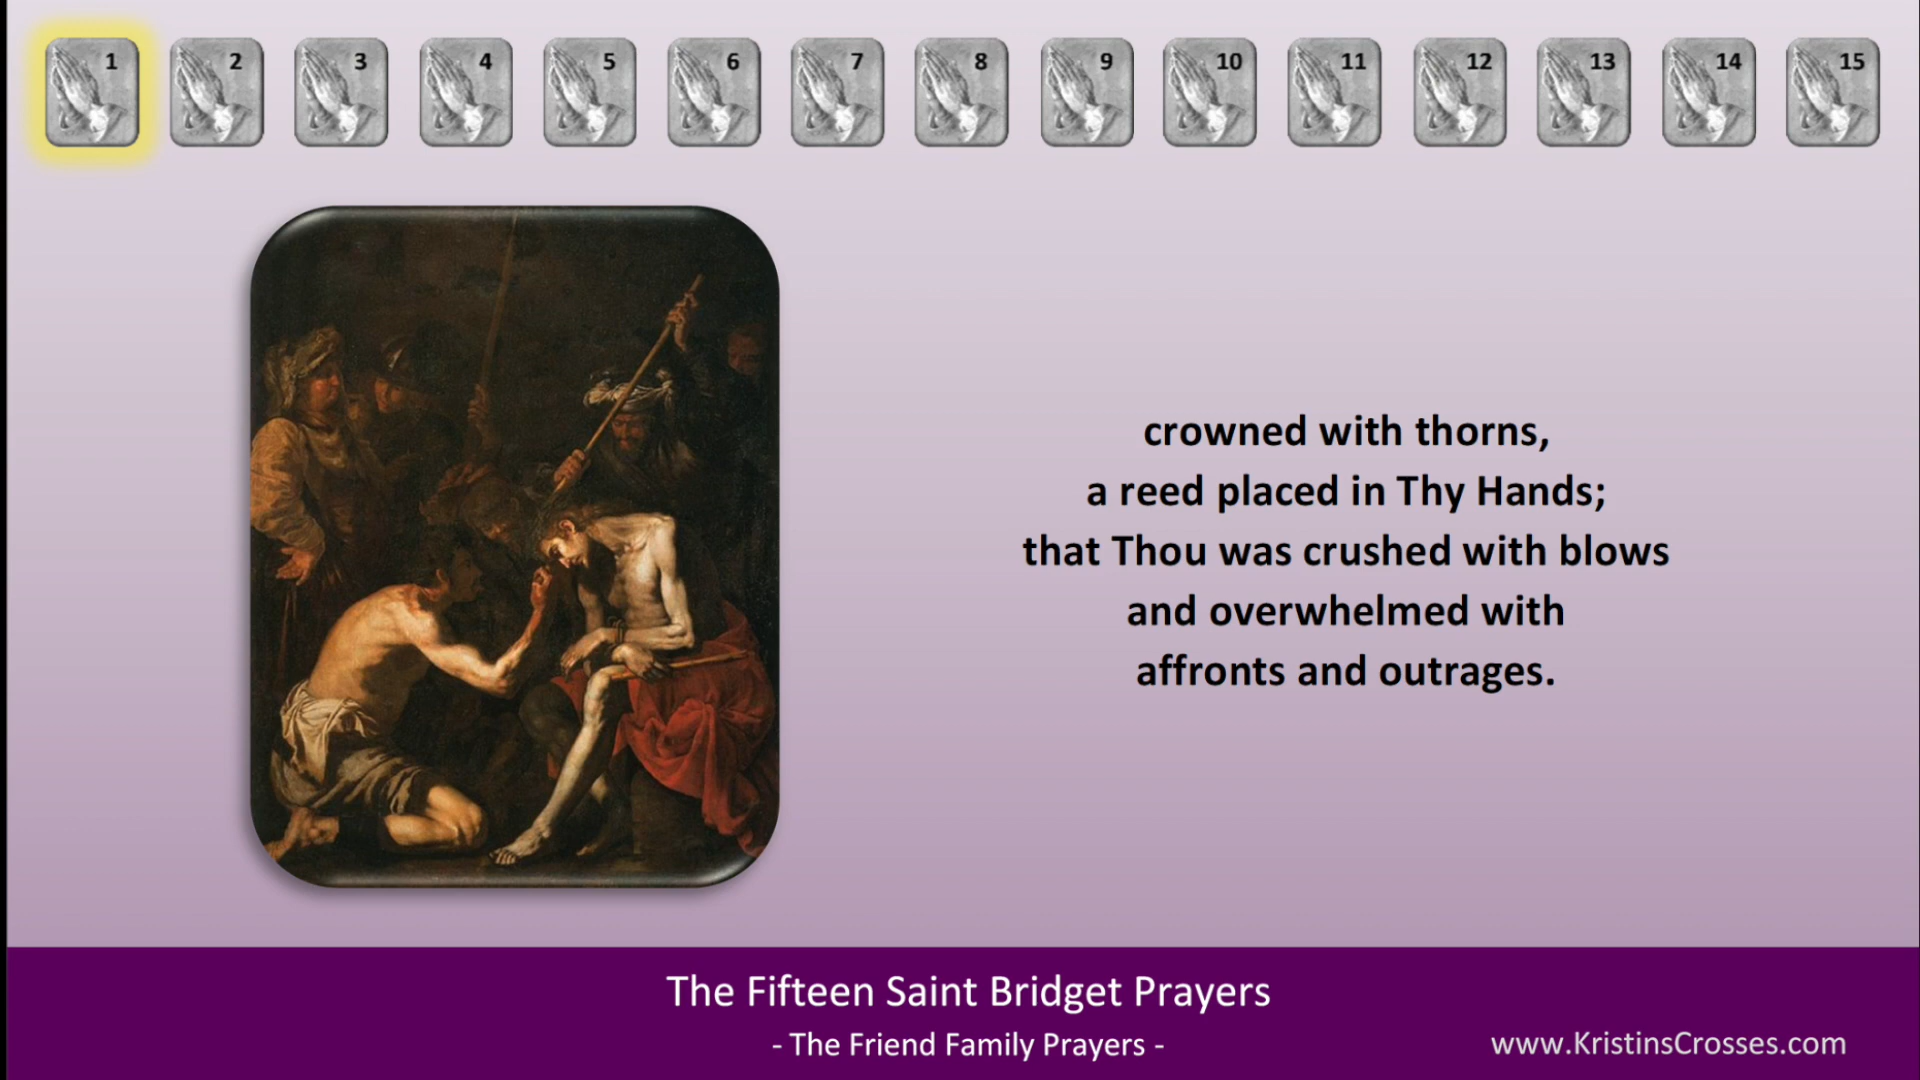 1 2 3 4 5 6 7 8 9 10 11 12 13 14 15
crowned with thorns,
a reed placed in Thy Hands;
that Thou was crushed with blows
and overwhelmed with
affronts and outrages.
The Fifteen Saint Bridget Prayers
- The Friend Family Prayers -
www.KristinsCrosses.com